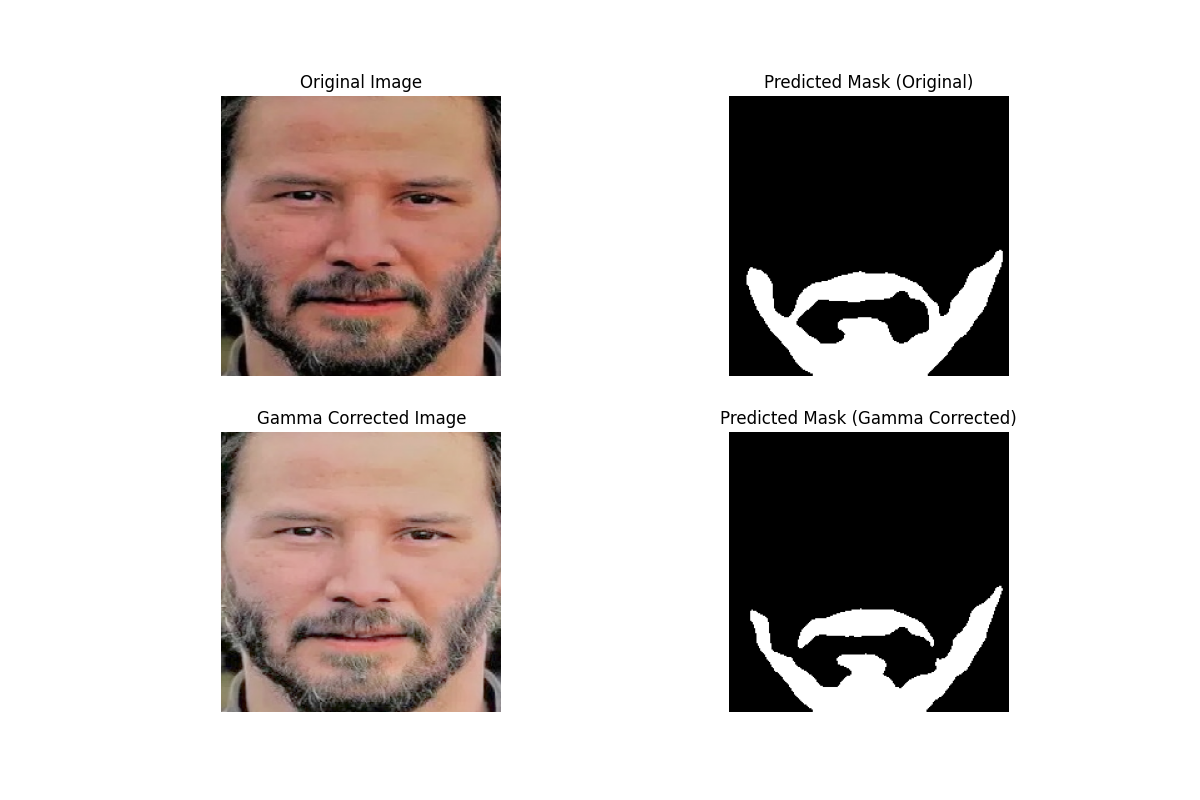 Original Image
Predicted Mask (Original)
Gamma Corrected Image
Predicted Mask (Gamma Corrected)